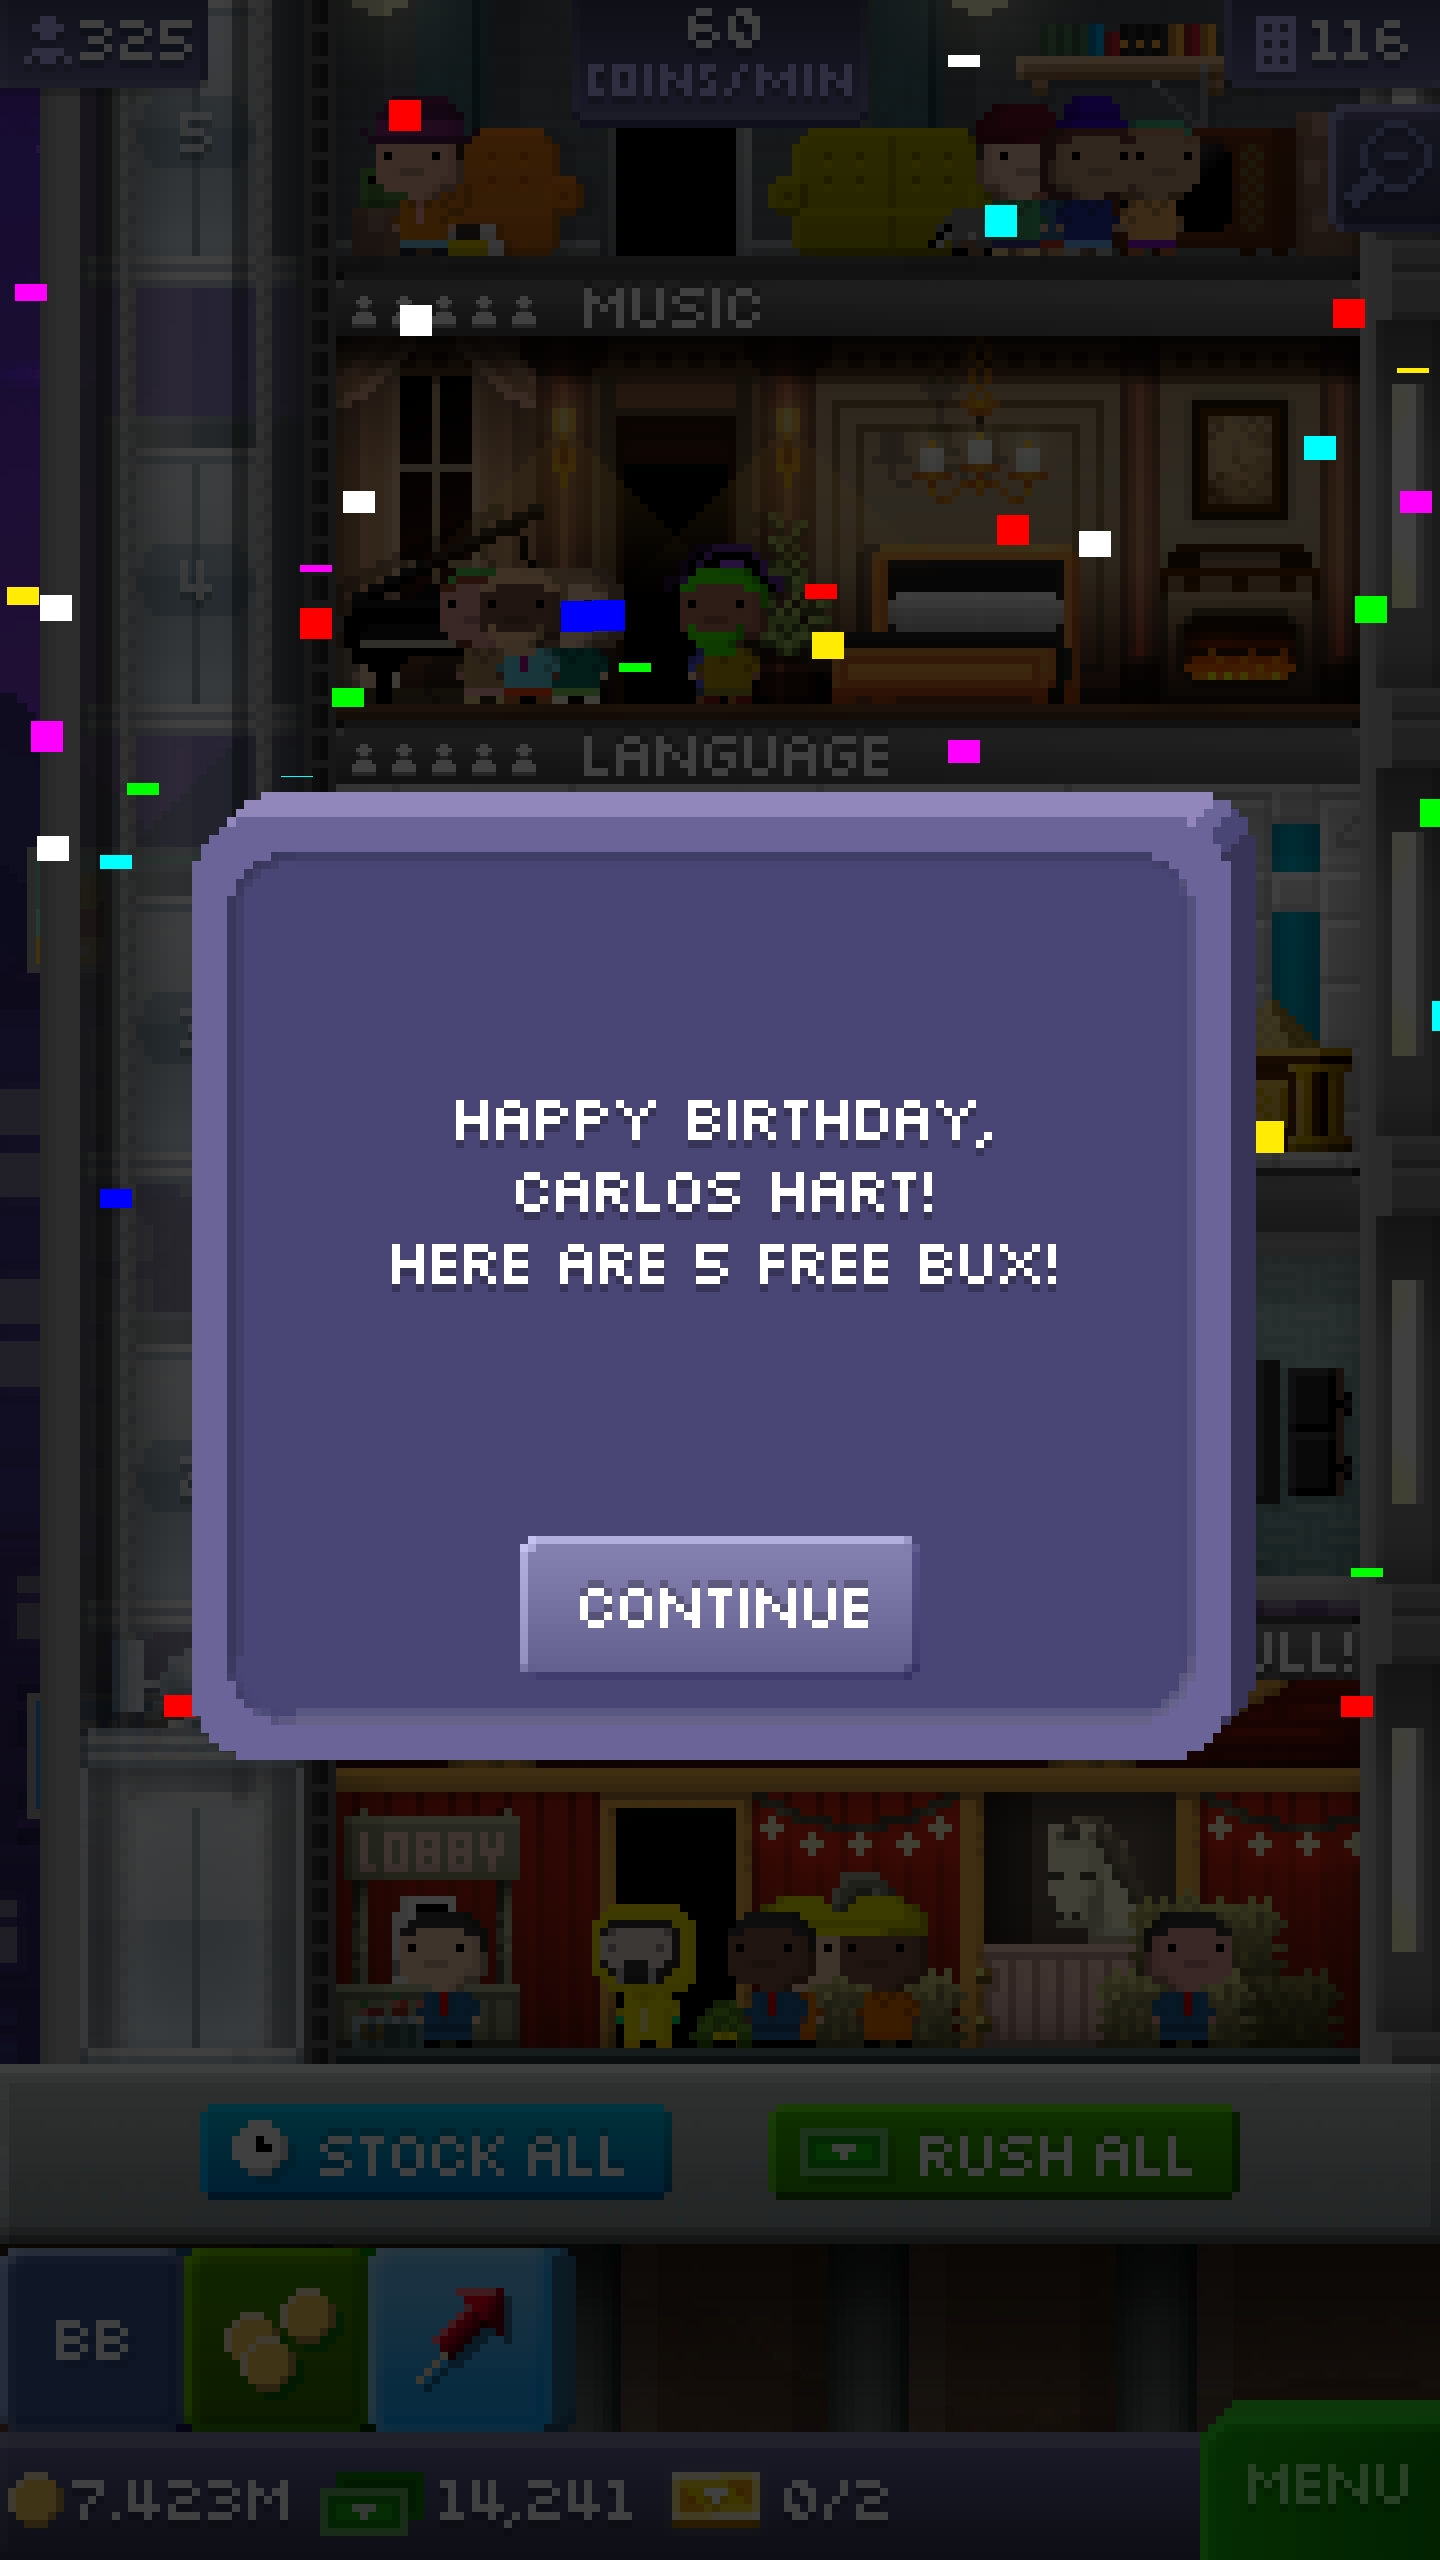 325
60
COINS/MIN
116
5
MUSIC
4
LANGUAGE
HAPPY BIRTHDAY,
CARLOS HART!
HERE ARE 5 FREE BUX!
CONTINUE
LOBBY
STOCK ALL
RUSH ALL
BB
7.423M
14,241
0/2
MENU